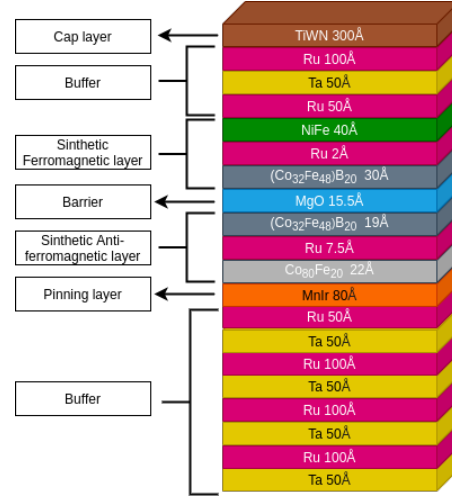 Cap layer
Buffer
Sinthetic
Ferromagnetic layer
Barrier
Sinthetic Anti-
ferromagnetic layer
Pinning layer
Buffer
TiWN 300Å
Ru 100Å
Ta 50Å
Ru 50Å
NiFe 40Å
Ru 2Å
(Co₃₂Fe₄₈)B₂₀ 30Å
MgO 15.5Å
(Co₃₂Fe₄₈)B₂₀ 19Å
Ru 7.5Å
Co₈₀Fe₂₀ 22Å
MnIr 80Å
Ru 50Å
Ta 50Å
Ru 100Å
Ta 50Å
Ru 100Å
Ta 50Å
Ru 100Å
Ta 50Å